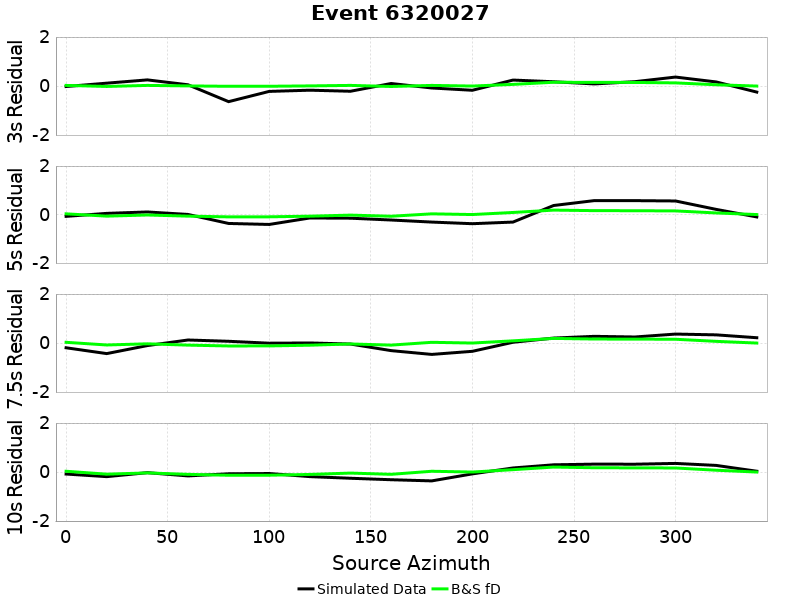 Event 6320027
3s Residual
2
0
-2
5s Residual
2
0
-2
7.5s Residual
2
0
-2
10s Residual
2
0
-2
0 50 100 150 200 250 300
Source Azimuth
Simulated Data B&S fD